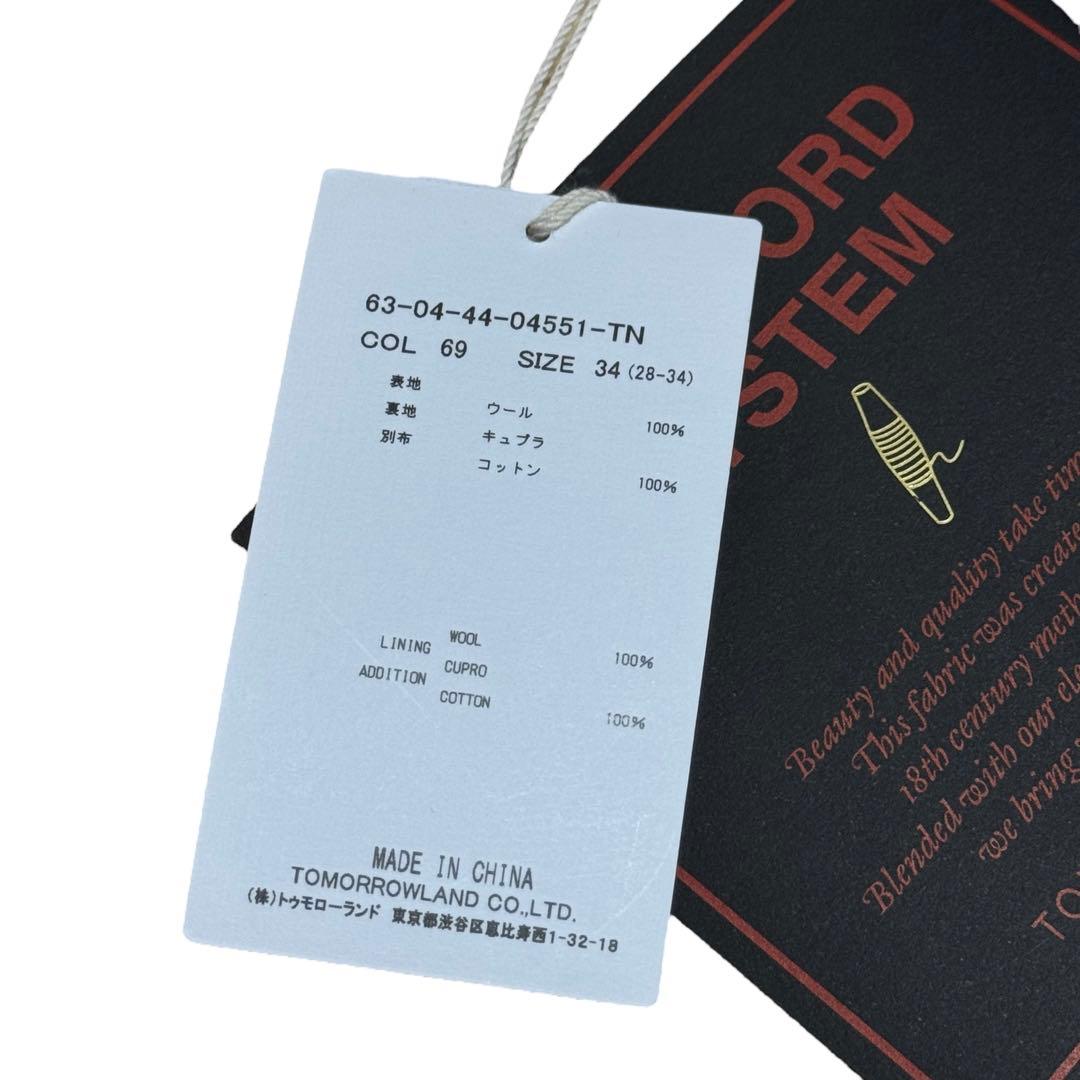 63-04-44-04551-TN
COL 69 SIZE 34 (28-34)
表地
裏地 ウール 100%
別布 キュプラ
コットン 100%
LINING WOOL 100%
ADDITION CUPRO
COTTON 100%
MADE IN CHINA
TOMORROWLAND CO.,LTD.
(株)トゥモローランド 東京都渋谷区恵比寿西1-32-18
ORD
STEM
Beauty and quality take tim
This fabric was create
18th century meth
Blended with our
we bring
TO